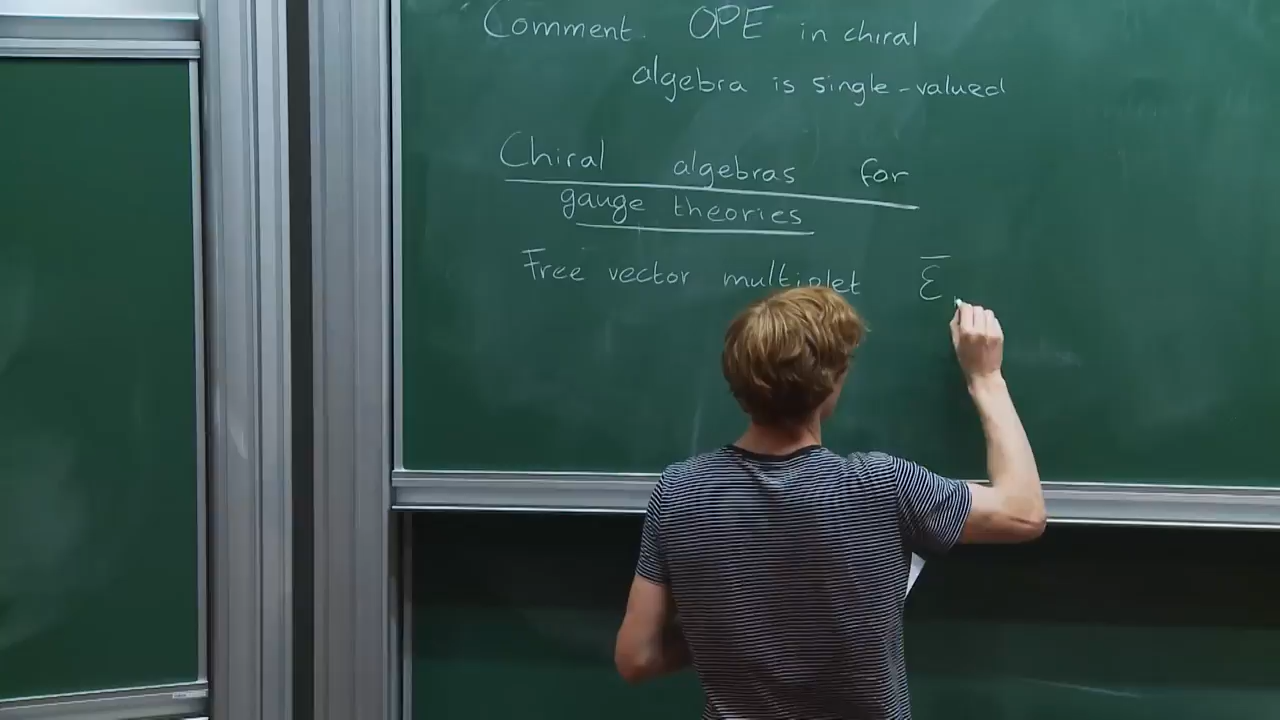 Comment. OPE in chiral
algebra is single-valued
Chiral algebras for
gauge theories
Free vector multiplet ε̅